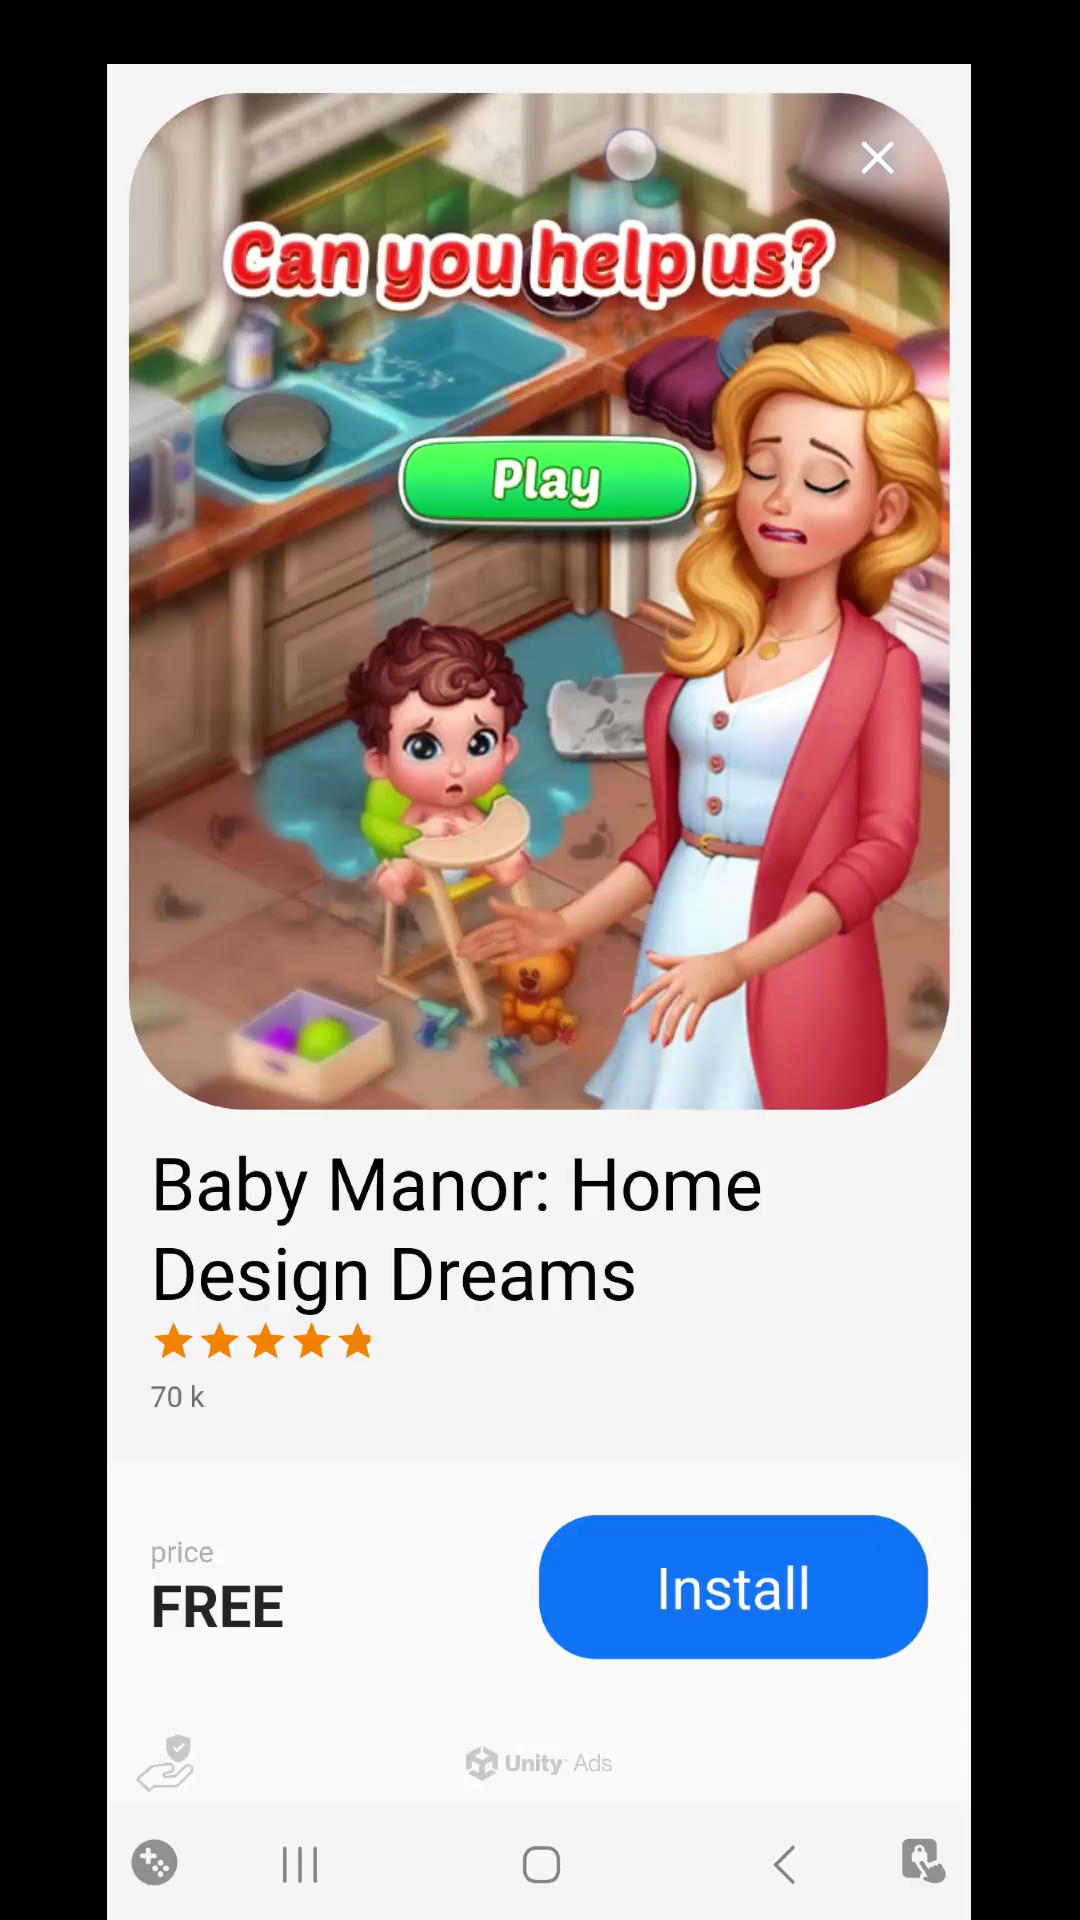 Can you help us?
Play
Baby Manor: Home
Design Dreams
70 k
price
FREE
Install
Unity Ads